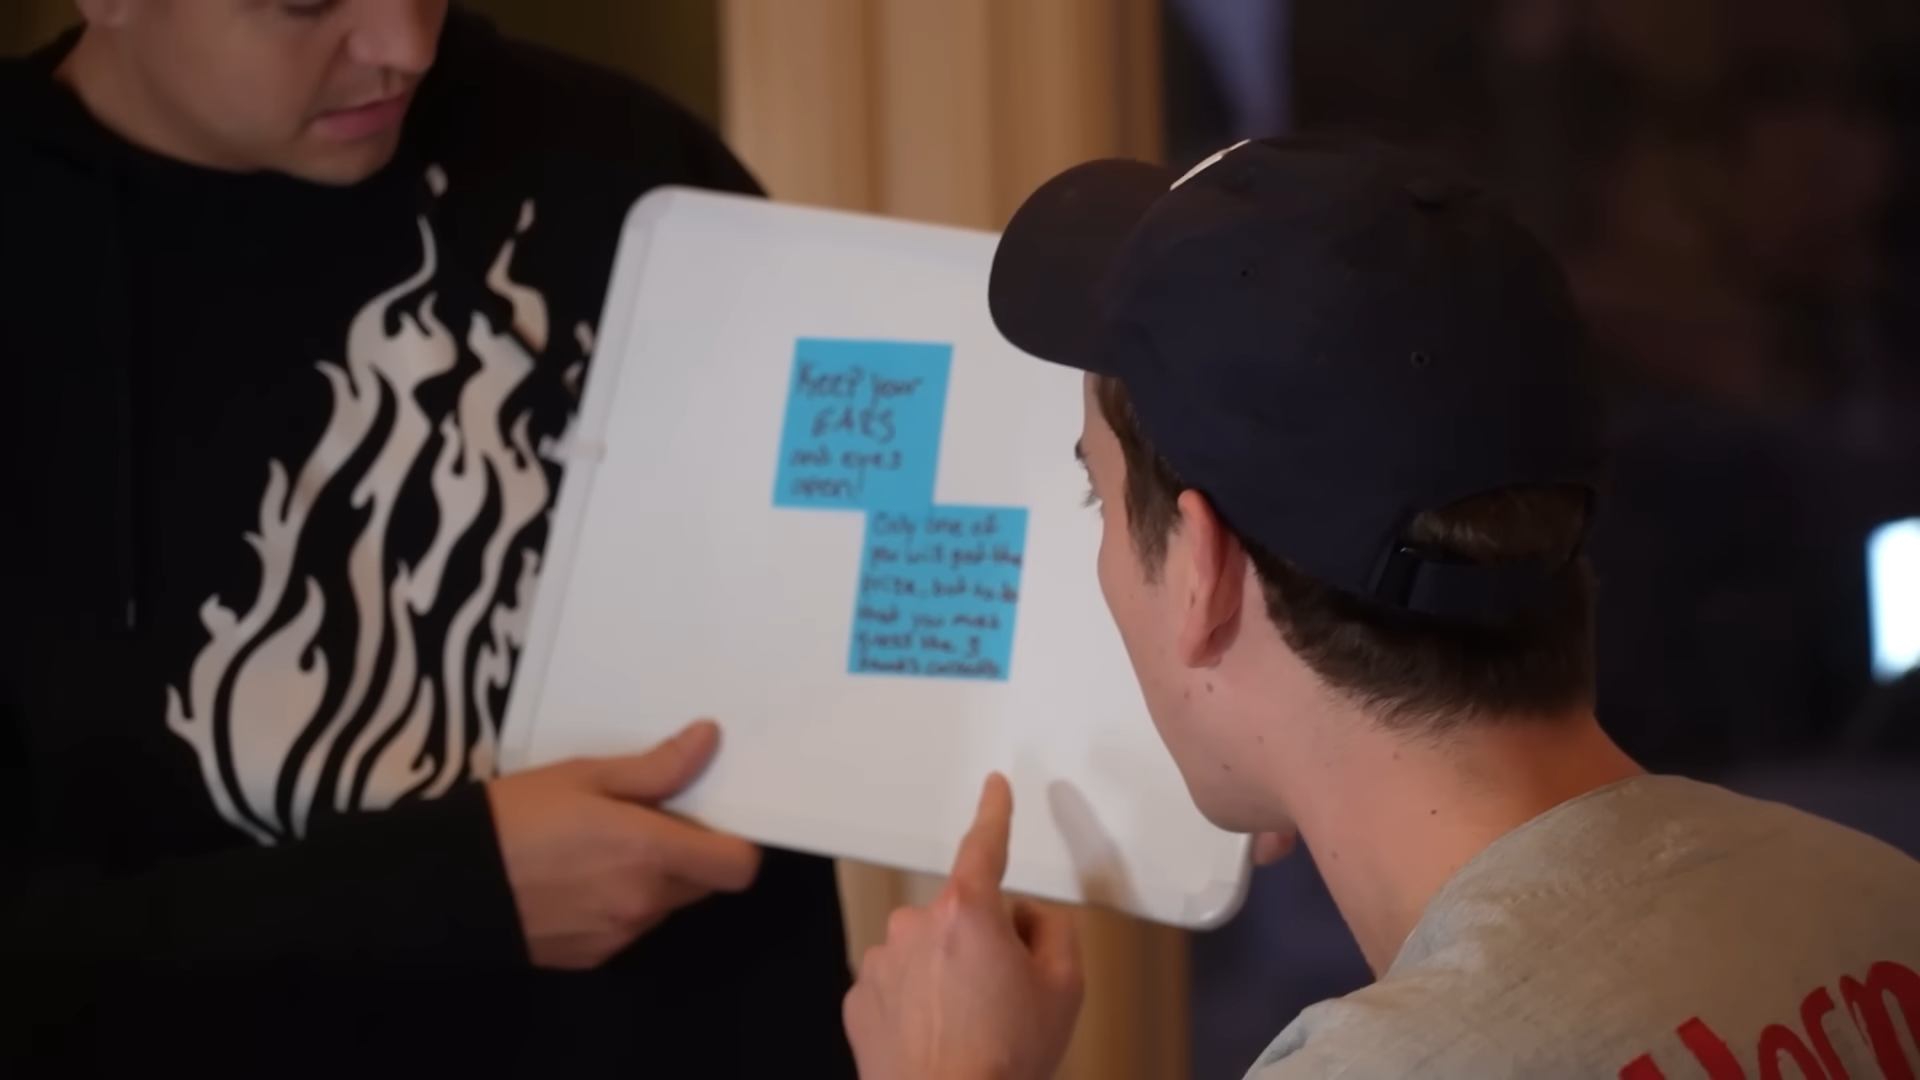 Keep your
EARS
and eyes
open!
Only one of
you will get the
prize, but to do
that you must
guess the 3
Horn